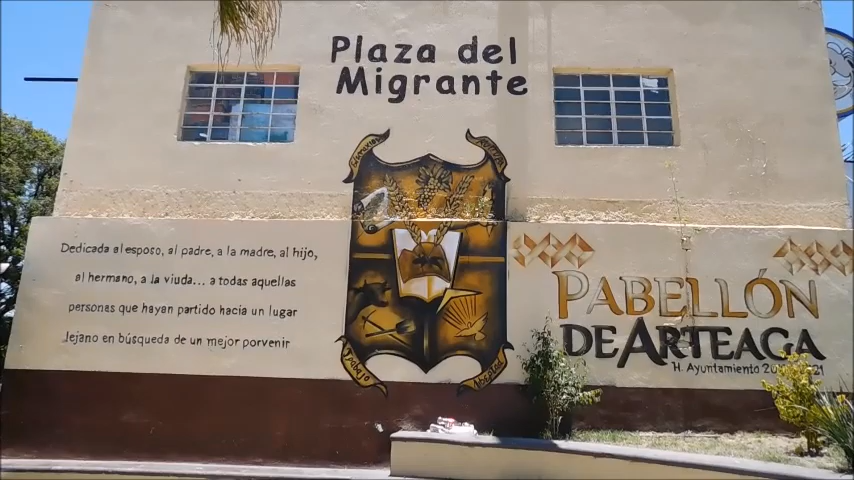 Plaza del
Migrante
Dedicada al esposo, al padre, a la madre, al hijo,
al hermano, a la viuda... a todas aquellas
personas que hayan partido hacia un lugar
lejano en búsqueda de un mejor porvenir
Trabajo
PABELLÓN
DE ARTEAGA
H. Ayuntamiento